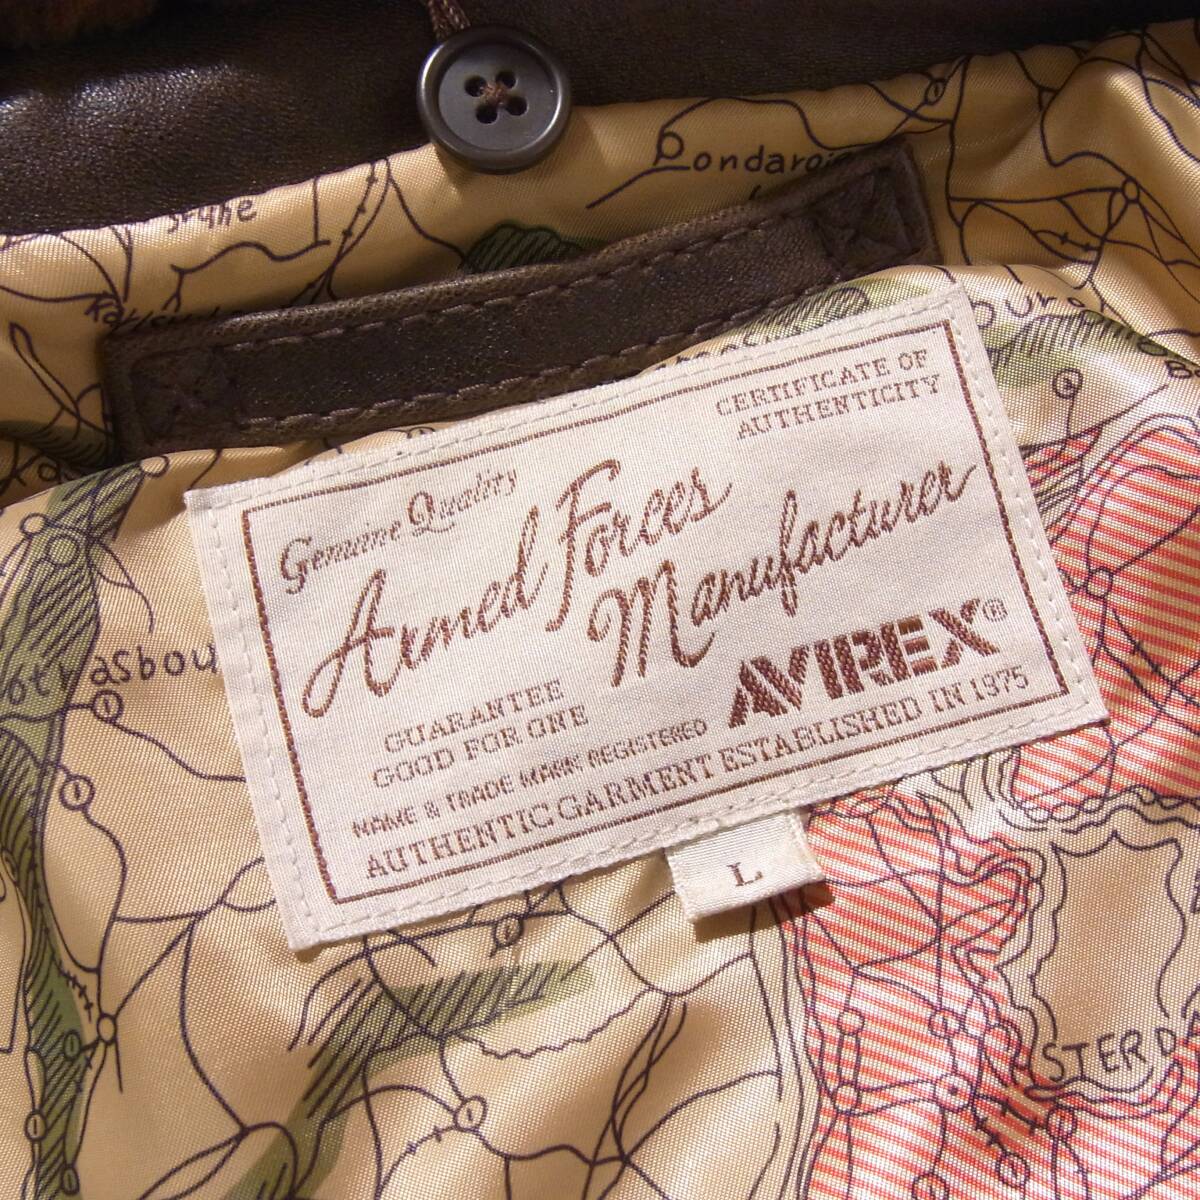 Genuine Quality
CERTIFICATE OF
AUTHENTICITY
Armed Forces
Manufacturer
AVIREX®
GUARANTEE
GOOD FOR ONE
NAME & TRADE MARK REGISTERED
AUTHENTIC GARMENT ESTABLISHED IN 1975
L
STERD